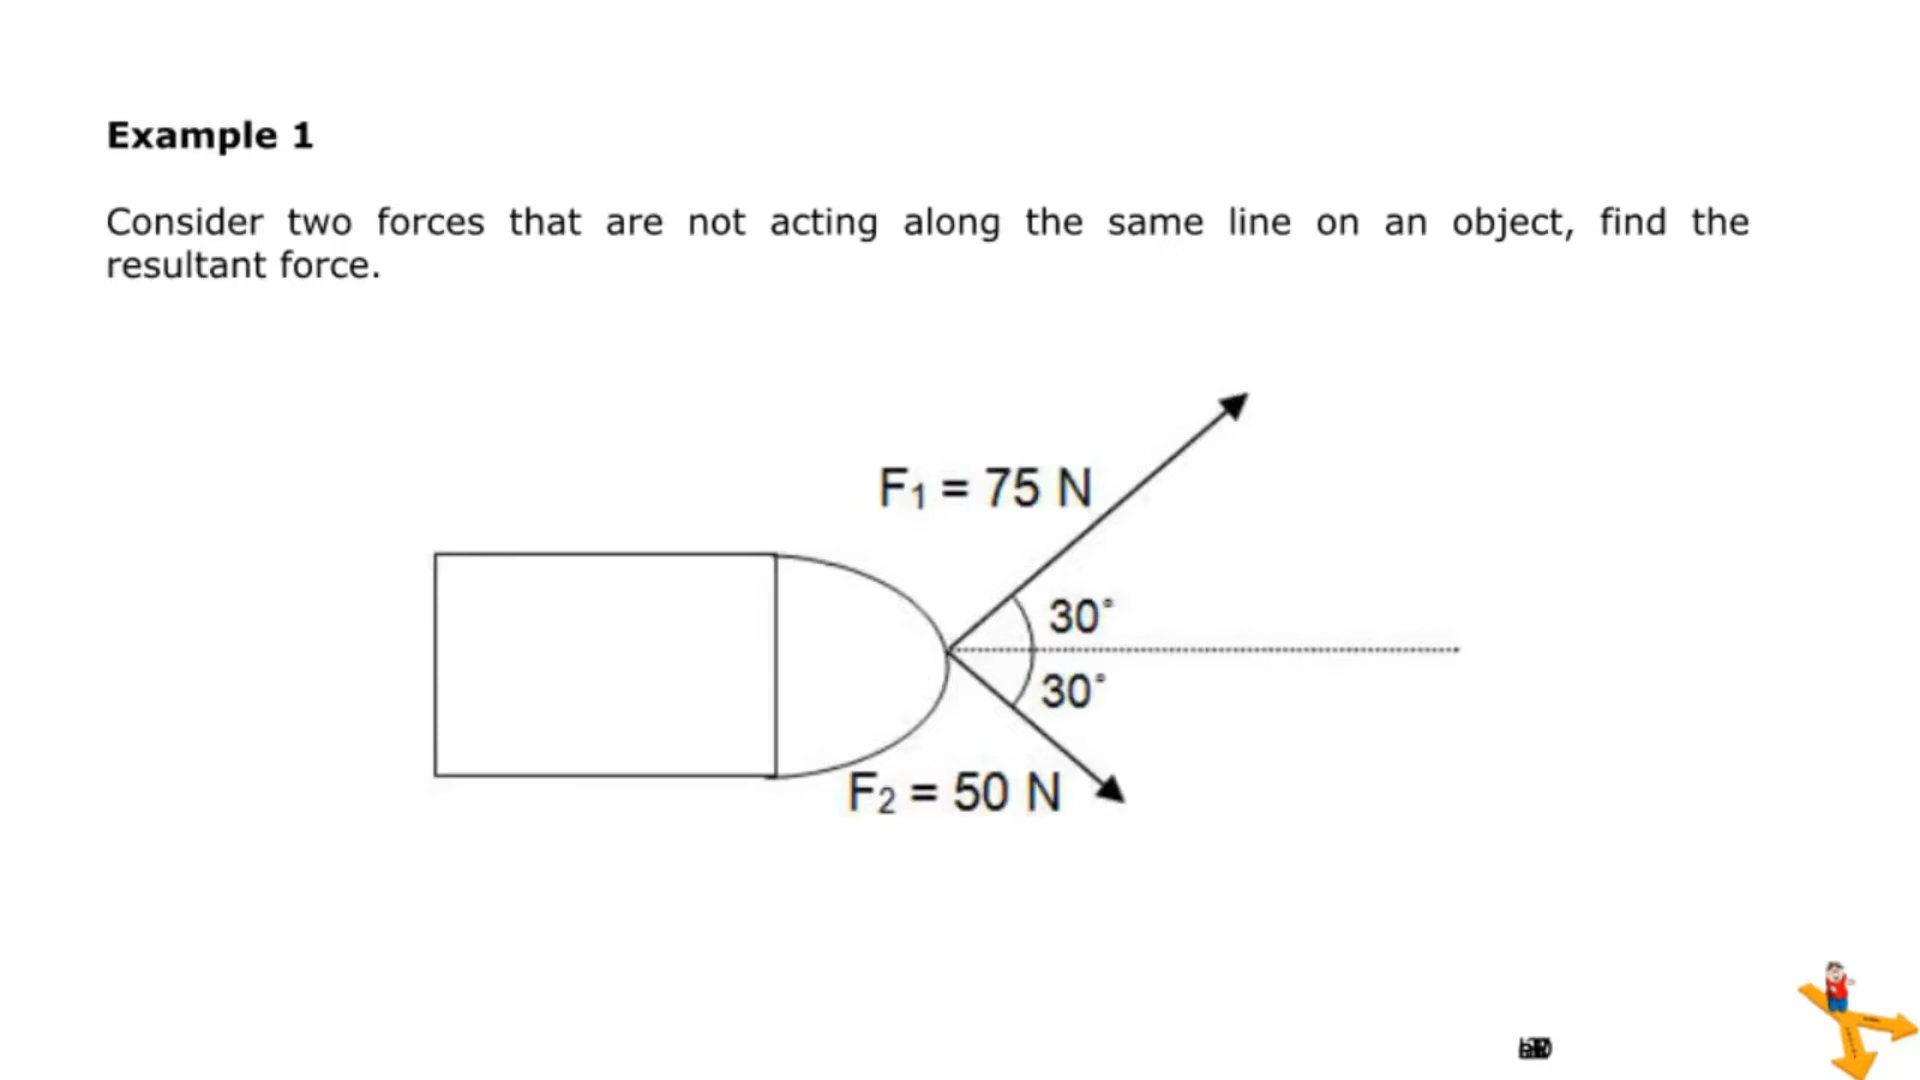 Example 1
Consider two forces that are not acting along the same line on an object, find the
resultant force.
F₁ = 75 N
30°
30°
F₂ = 50 N